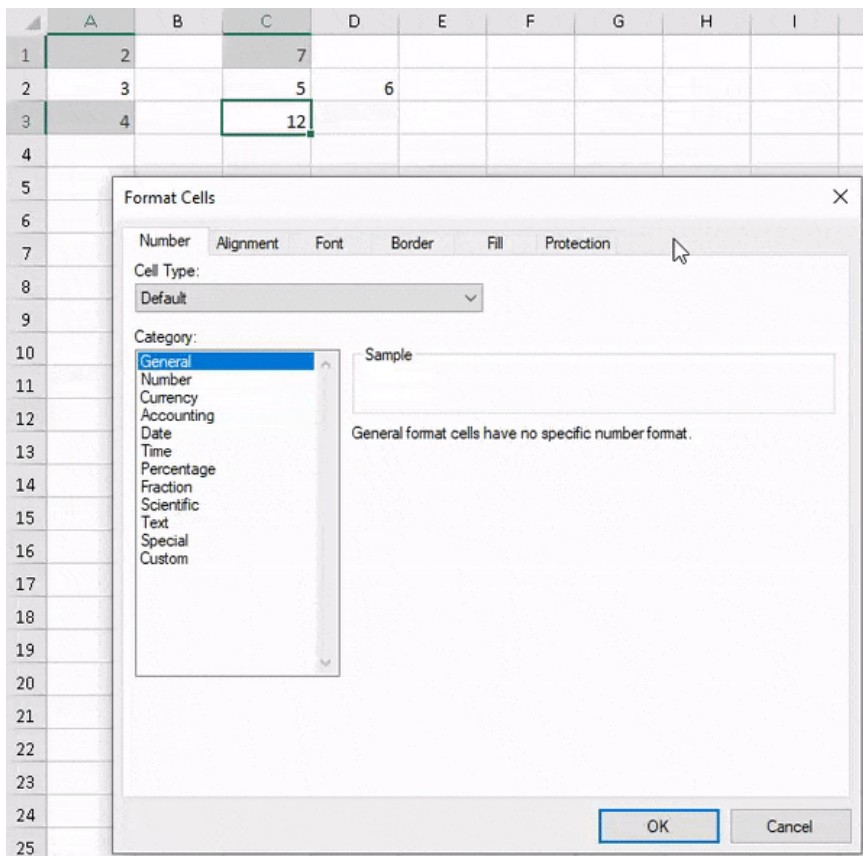 A B C D E F G H I
1 2 7
2 3 5 6
3 4 12
4
5
6
7
8
9
10
11
12
13
14
15
16
17
18
19
20
21
22
23
24
25
Format Cells
Number Alignment Font Border Fill Protection
Cell Type:
Default
Category:
General
Number
Currency
Accounting
Date
Time
Percentage
Fraction
Scientific
Text
Special
Custom
Sample
General format cells have no specific number format.
OK Cancel